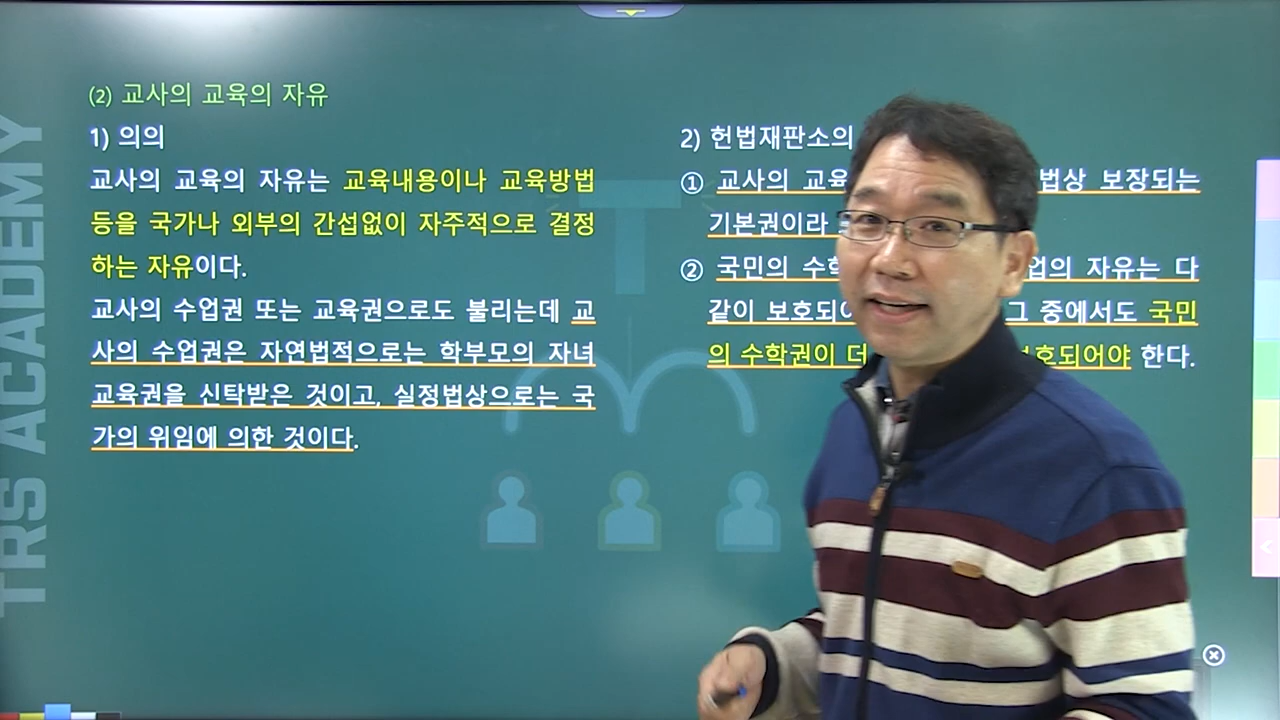 TRS ACADEMY
(2) 교사의 교육의 자유
1) 의의
교사의 교육의 자유는 교육내용이나 교육방법
등을 국가나 외부의 간섭없이 자주적으로 결정
하는 자유이다.
교사의 수업권 또는 교육권으로도 불리는데 교
사의 수업권은 자연법적으로는 학부모의 자녀
교육권을 신탁받은 것이고, 실정법상으로는 국
가의 위임에 의한 것이다.
2) 헌법재판소의
① 교사의 교육 법상 보장되는
기본권이라
② 국민의 수학 업의 자유는 다
같이 보호되어 그 중에서도 국민
의 수학권이 더 보호되어야 한다.